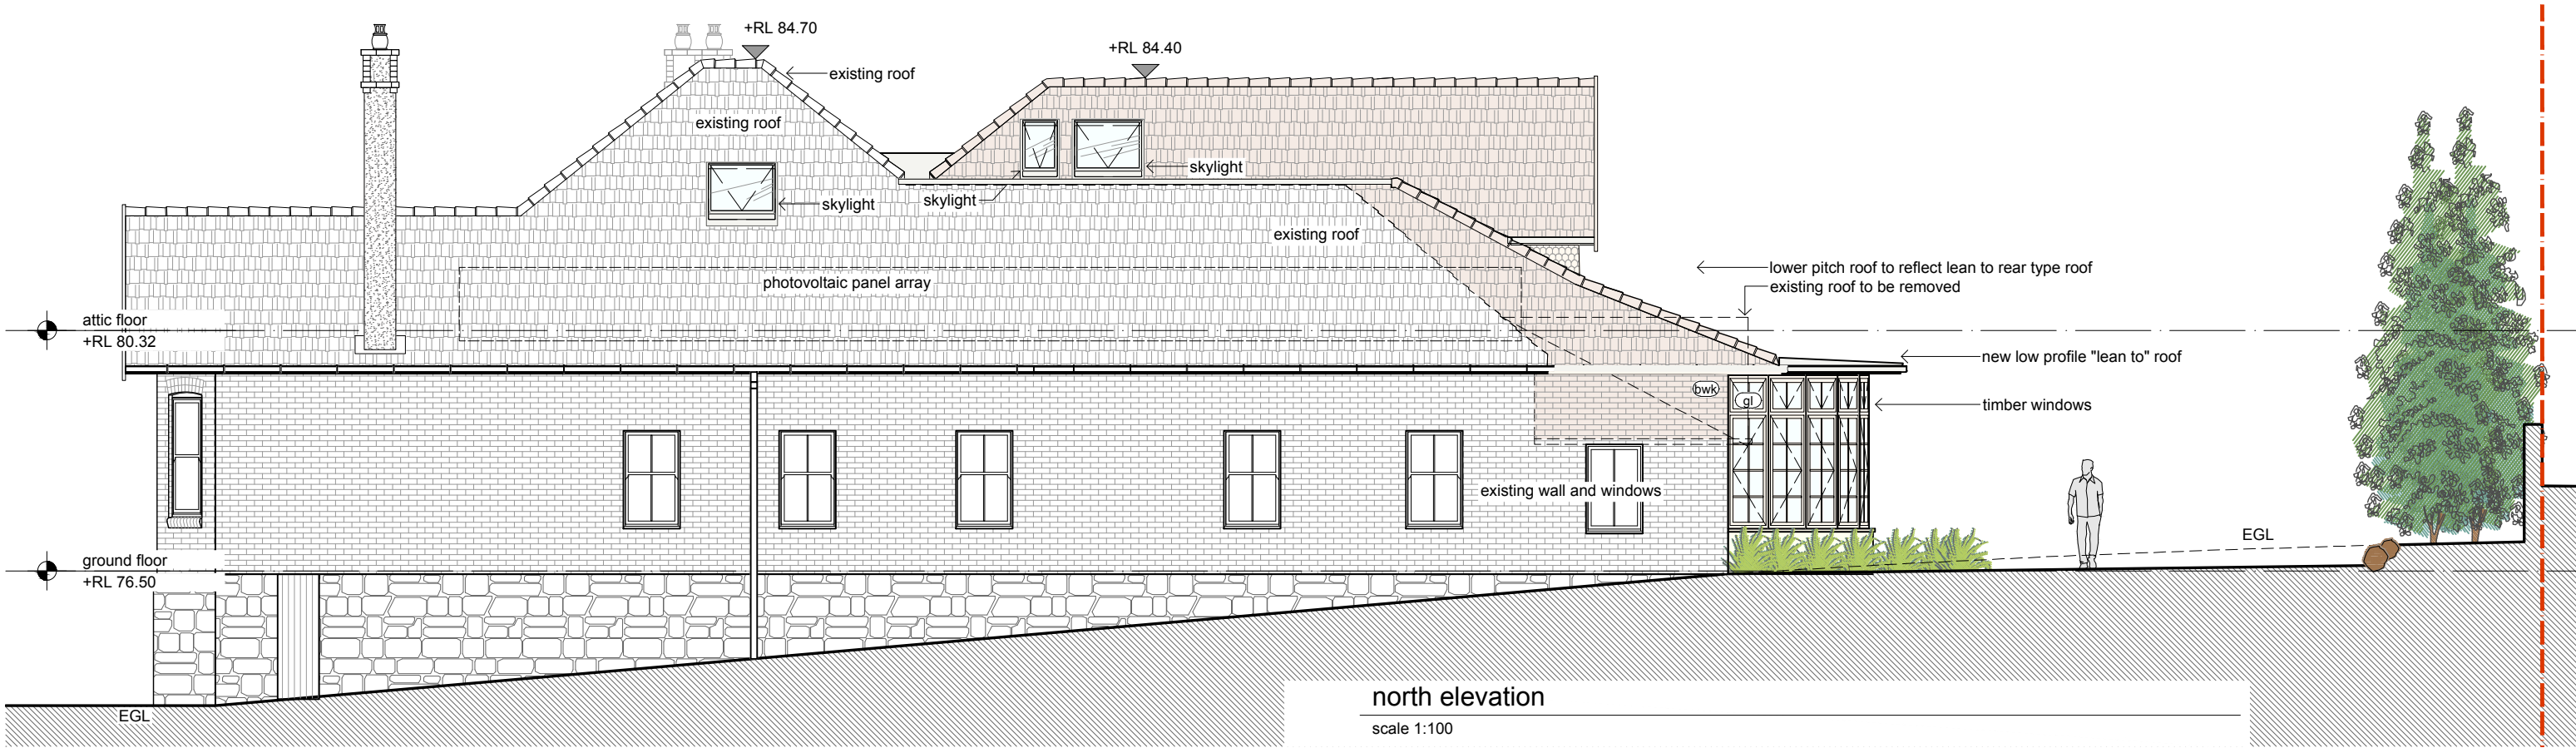 +RL 84.70
+RL 84.40
existing roof
existing roof
skylight
skylight
skylight
existing roof
lower pitch roof to reflect lean to rear type roof
photovoltaic panel array
existing roof to be removed
attic floor
+RL 80.32
new low profile "lean to" roof
bwk
gl
timber windows
existing wall and windows
EGL
ground floor
+RL 76.50
EGL
north elevation
scale 1:100